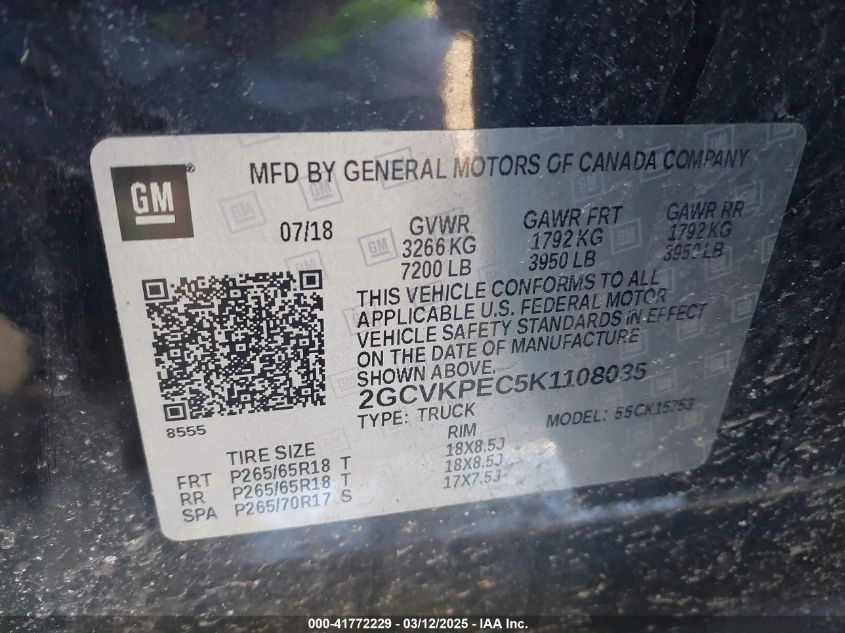 GM
MFD BY GENERAL MOTORS OF CANADA COMPANY
07/18
GVWR GAWR FRT GAWR RR
3266 KG 1792 KG 1792 KG
7200 LB 3950 LB 3950 LB
THIS VEHICLE CONFORMS TO ALL
APPLICABLE U.S. FEDERAL MOTOR
VEHICLE SAFETY STANDARDS IN EFFECT
ON THE DATE OF MANUFACTURE
SHOWN ABOVE.
2GCVKPEC5K1108035
TYPE: TRUCK MODEL: 55CK15753
8555
TIRE SIZE RIM
FRT P265/65R18 T 18X8.5J
RR P265/65R18 T 18X8.5J
SPA P265/70R17 S 17X7.5J
000-41772229 - 03/12/2025 - IAA Inc.